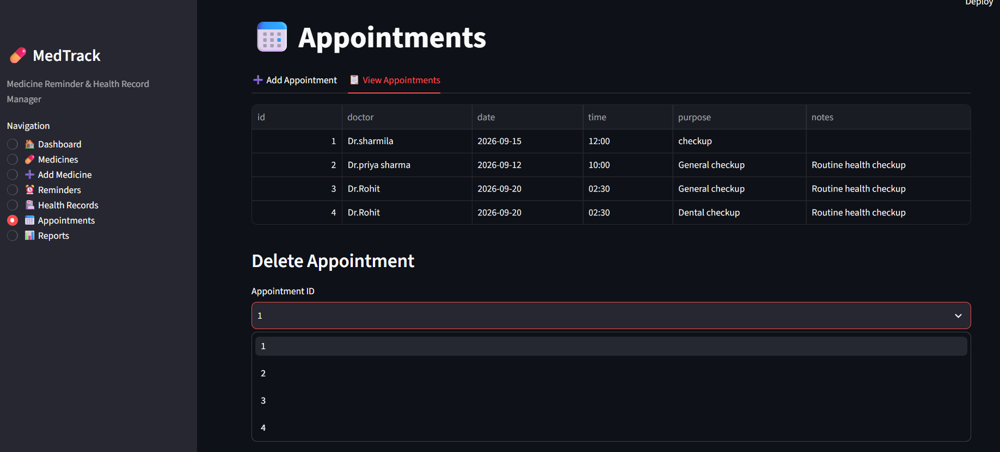 Deploy
MedTrack
Medicine Reminder & Health Record
Manager
Navigation
Dashboard
Medicines
Add Medicine
Reminders
Health Records
Appointments
Reports
Appointments
Add Appointment View Appointments
id doctor date time purpose notes
1 Dr.sharmila 2026-09-15 12:00 checkup
2 Dr.priya sharma 2026-09-12 10:00 General checkup Routine health checkup
3 Dr.Rohit 2026-09-20 02:30 General checkup Routine health checkup
4 Dr.Rohit 2026-09-20 02:30 Dental checkup Routine health checkup
Delete Appointment
Appointment ID
1
1
2
3
4